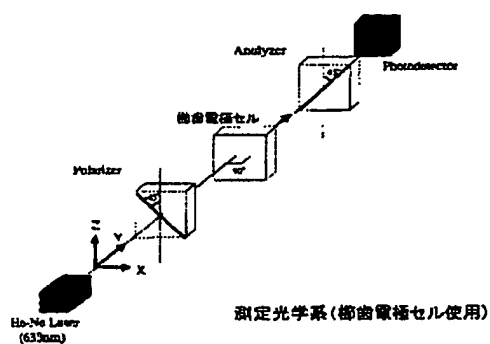 Analyzer
Photodetector
櫛歯電極セル
Polarizer
Z
Y
X
He-Ne Laser
(633nm)
測定光学系(櫛歯電極セル使用)